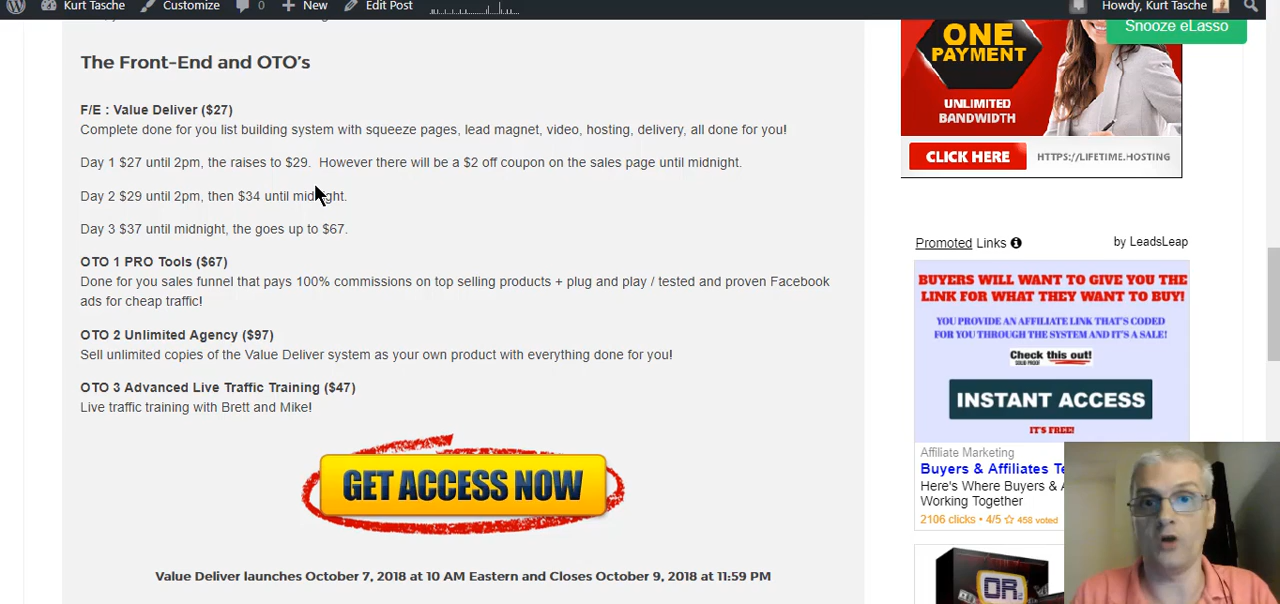 Kurt Tasche Customize 0 New Edit Post Howdy, Kurt Tasche
Snooze eLasso
The Front-End and OTO's
F/E : Value Deliver ($27)
Complete done for you list building system with squeeze pages, lead magnet, video, hosting, delivery, all done for you!
Day 1 $27 until 2pm, the raises to $29. However there will be a $2 off coupon on the sales page until midnight.
Day 2 $29 until 2pm, then $34 until midnight.
Day 3 $37 until midnight, the goes up to $67.
OTO 1 PRO Tools ($67)
Done for you sales funnel that pays 100% commissions on top selling products + plug and play / tested and proven Facebook
ads for cheap traffic!
OTO 2 Unlimited Agency ($97)
Sell unlimited copies of the Value Deliver system as your own product with everything done for you!
OTO 3 Advanced Live Traffic Training ($47)
Live traffic training with Brett and Mike!
GET ACCESS NOW
Value Deliver launches October 7, 2018 at 10 AM Eastern and Closes October 9, 2018 at 11:59 PM
ONE
PAYMENT
UNLIMITED
BANDWIDTH
CLICK HERE HTTPS://LIFETIME.HOSTING
Promoted Links by LeadsLeap
BUYERS WILL WANT TO GIVE YOU THE
LINK FOR WHAT THEY WANT TO BUY!
YOU PROVIDE AN AFFILIATE LINK THAT'S CODED
FOR YOU THROUGH THE SYSTEM AND IT'S A SALE!
Check this out!
SOLID PROOF
INSTANT ACCESS
IT'S FREE!
Affiliate Marketing
Buyers & Affiliates Te
Here's Where Buyers & A
Working Together
2106 clicks • 4/5 ☆ 458 voted
OR